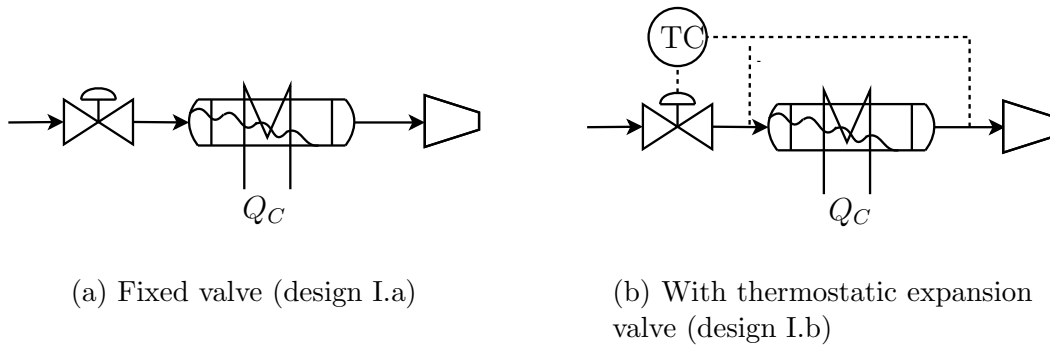 TC
Q_C
Q_C
(a) Fixed valve (design I.a)
(b) With thermostatic expansion
valve (design I.b)